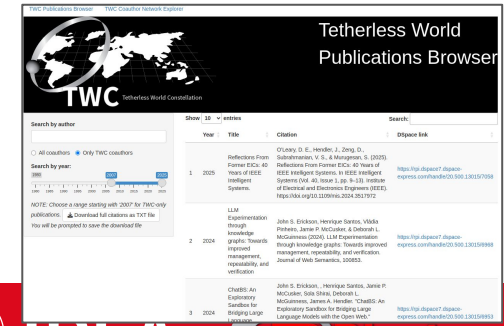 TWC Publications Browser TWC Coauthor Network Explorer
Tetherless World
Publications Browser
TWC Tetherless World Constellation
Search by author
All coauthors Only TWC coauthors
Search by year:
1980 2007 2025
NOTE: Choose a range starting with '2007' for TWC-only
publications. Download full citations as TXT file
You will be prompted to save the download file
Show 10 entries Search:
Year Title Citation DSpace link
1 2025
Reflections From
Former EICs: 40
Years of IEEE
Intelligent
Systems.
O'Leary, D. E., Hendler, J., Zeng, D.,
Subrahmanian, V. S., & Murugesan, S. (2025).
Reflections From Former EICs: 40 Years of
IEEE Intelligent Systems. In IEEE Intelligent
Systems (Vol. 40, Issue 1, pp. 9–13). Institute
of Electrical and Electronics Engineers (IEEE).
https://doi.org/10.1109/mis.2024.3517972
https://rpi.dspace7.dspace-
express.com/handle/20.500.13015/57058
2 2024
LLM
Experimentation
through
knowledge
graphs: Towards
improved
management,
repeatability, and
verification
John S. Erickson, Henrique Santos, Vládia
Pinheiro, Jamie P. McCusker, & Deborah L.
McGuinness (2024). LLM Experimentation
through knowledge graphs: Towards improved
management, repeatability, and verification.
Journal of Web Semantics, 100853.
https://rpi.dspace7.dspace-
express.com/handle/20.500.13015/6988
3 2024
ChatBS: An
Exploratory
Sandbox for
Bridging Large
Language
John S. Erickson, , Henrique Santos, Jamie P.
McCusker, Sola Shirai, Deborah L.
McGuinness, James A. Hendler. "ChatBS: An
Exploratory Sandbox for Bridging Large
Language Models with the Open Web."
https://rpi.dspace7.dspace-
express.com/handle/20.500.13015/6953